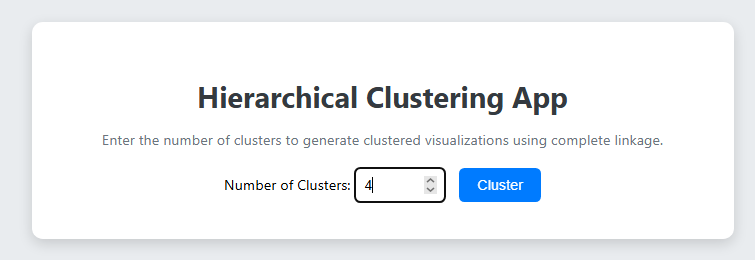 Hierarchical Clustering App
Enter the number of clusters to generate clustered visualizations using complete linkage.
Number of Clusters: 4 Cluster